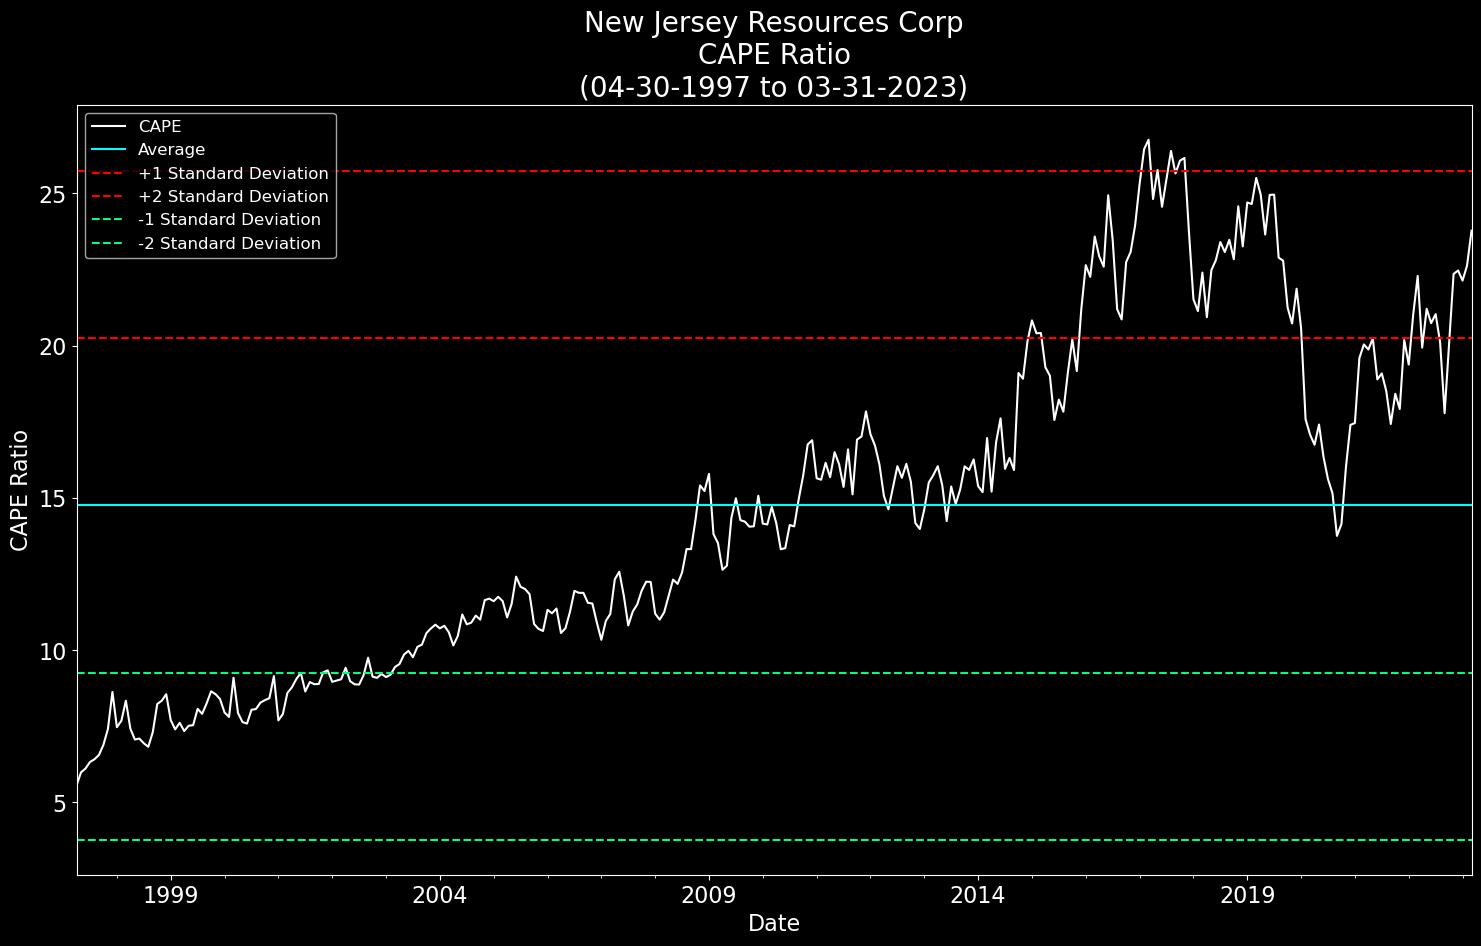 New Jersey Resources Corp
CAPE Ratio
(04-30-1997 to 03-31-2023)
CAPE
Average
+1 Standard Deviation
+2 Standard Deviation
-1 Standard Deviation
-2 Standard Deviation
CAPE Ratio
25
20
15
10
5
1999
2004
2009
2014
2019
Date